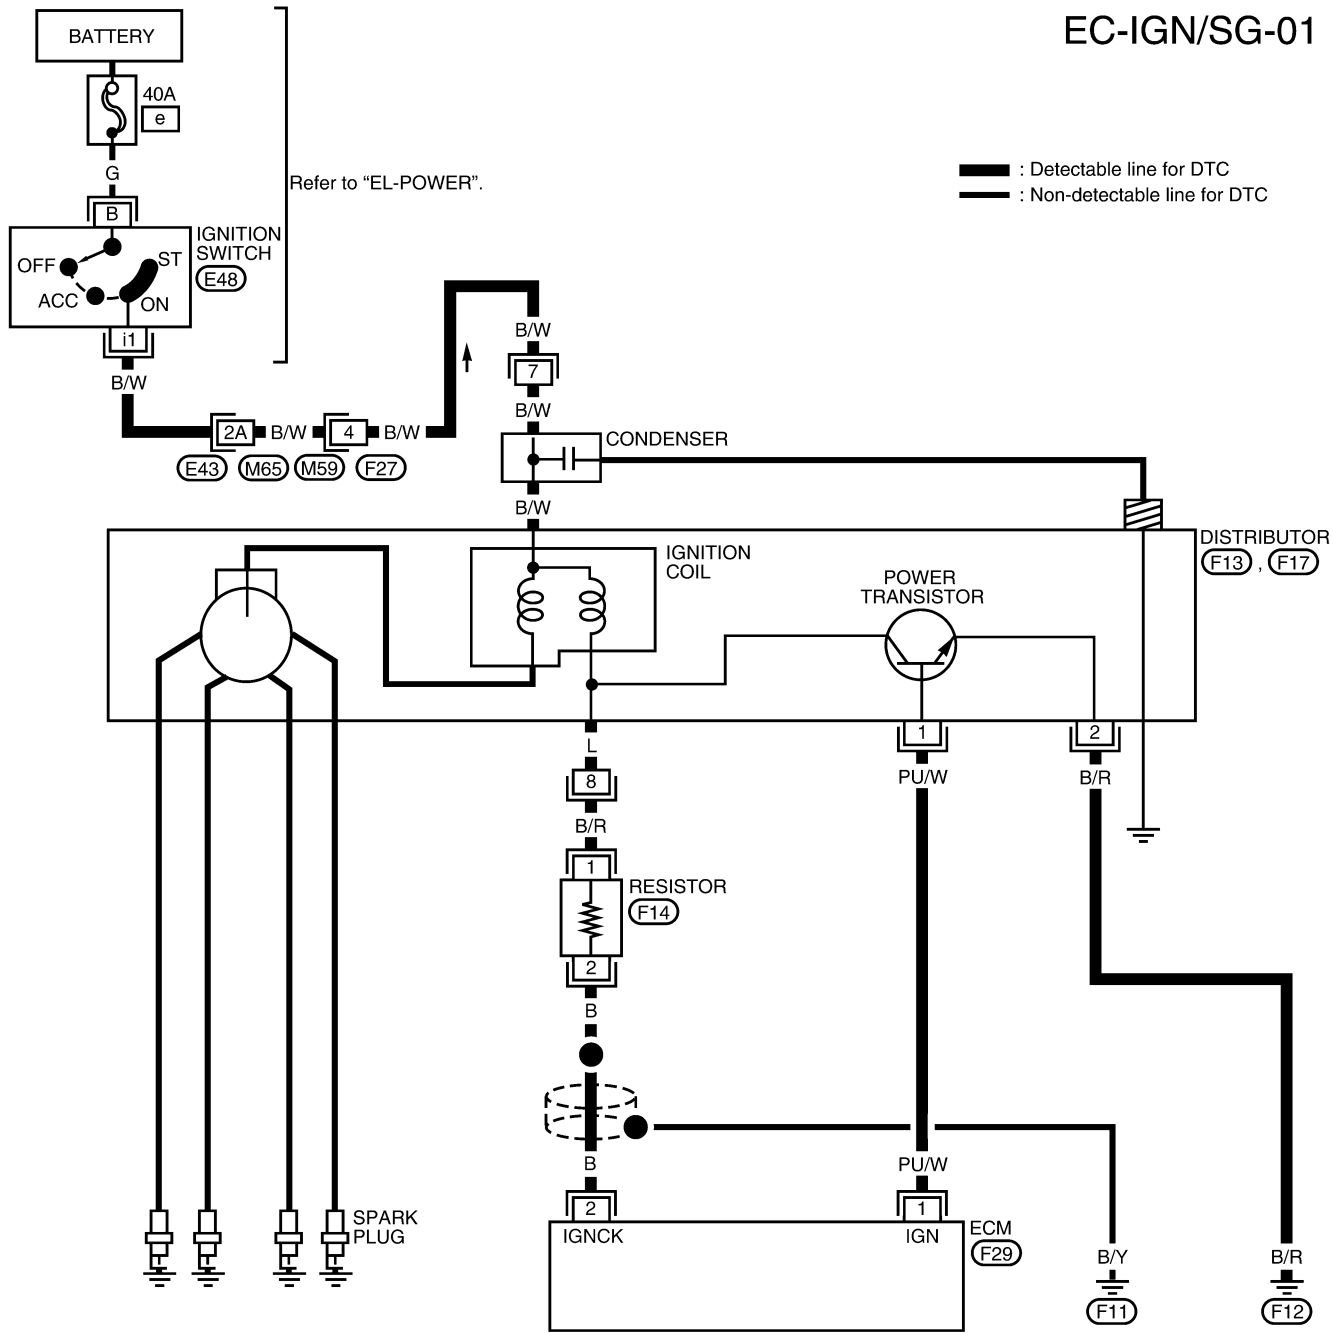 EC-IGN/SG-01
BATTERY
40A
e
G
B
Refer to “EL-POWER”.
: Detectable line for DTC
: Non-detectable line for DTC
IGNITION
SWITCH
E48
OFF
ST
ACC
ON
i1
B/W
2A
B/W
4
B/W
E43
M65
M59
F27
B/W
7
B/W
CONDENSER
B/W
DISTRIBUTOR
F13 , F17
IGNITION
COIL
POWER
TRANSISTOR
L
8
B/R
1
RESISTOR
F14
2
B
B
2
IGNCK
1
PU/W
PU/W
1
IGN
2
B/R
ECM
F29
SPARK
PLUG
B/Y
F11
B/R
F12